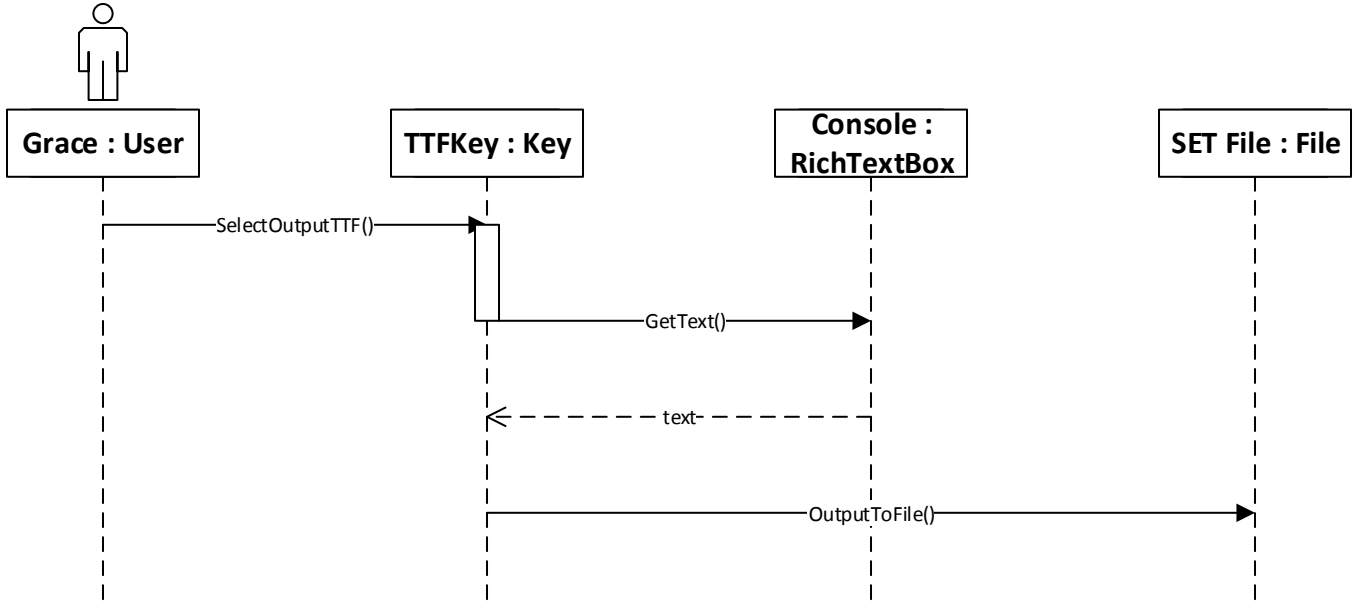 Grace : User
TTFKey : Key
Console :
RichTextBox
SET File : File
SelectOutputTTF()
GetText()
text
OutputToFile()